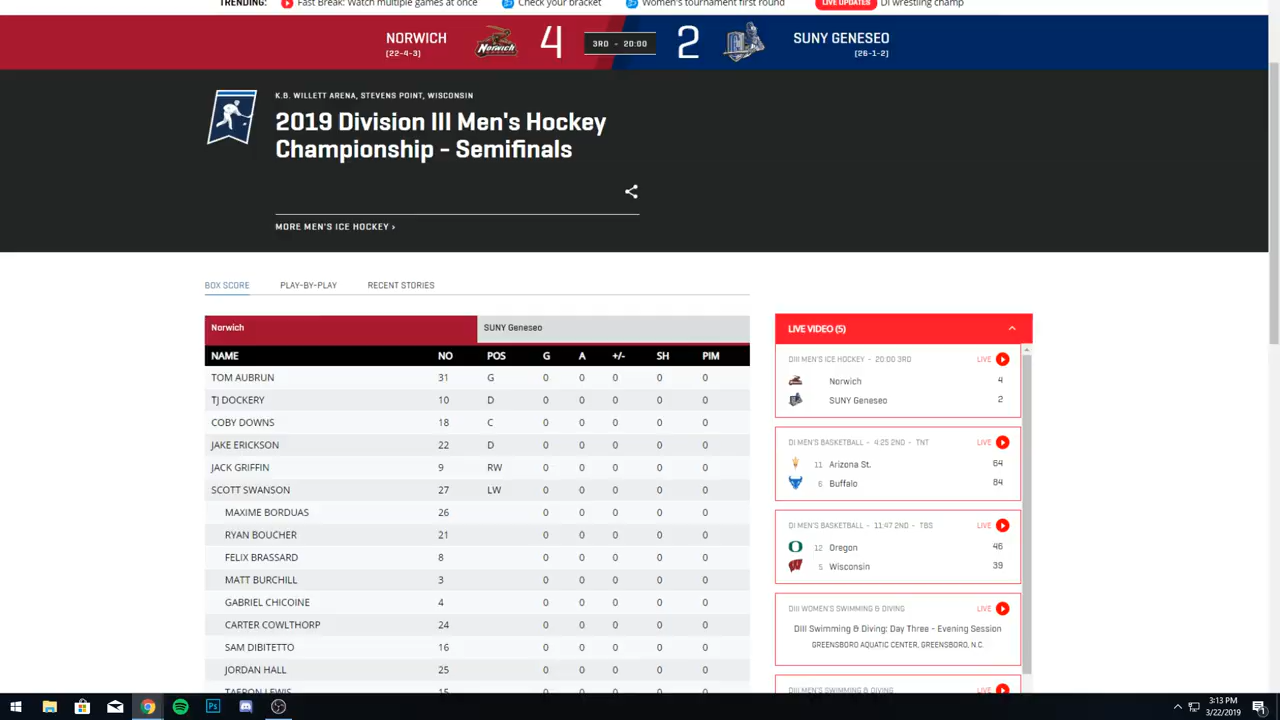 TRENDING: Fast Break: Watch multiple games at once Check your bracket Women's tournament first round LIVE UPDATES DI wrestling champ
NORWICH
[22-4-3]
Norwich
4
3RD - 20:00
2
SUNY GENESEO
[26-1-2]
K.B. WILLETT ARENA, STEVENS POINT, WISCONSIN
2019 Division III Men's Hockey
Championship - Semifinals
MORE MEN'S ICE HOCKEY ›
BOX SCORE PLAY-BY-PLAY RECENT STORIES
Norwich SUNY Geneseo
NAME NO POS G A +/- SH PIM
TOM AUBRUN 31 G 0 0 0 0 0
TJ DOCKERY 10 D 0 0 0 0 0
COBY DOWNS 18 C 0 0 0 0 0
JAKE ERICKSON 22 D 0 0 0 0 0
JACK GRIFFIN 9 RW 0 0 0 0 0
SCOTT SWANSON 27 LW 0 0 0 0 0
MAXIME BORDUAS 26 0 0 0 0 0
RYAN BOUCHER 21 0 0 0 0 0
FELIX BRASSARD 8 0 0 0 0 0
MATT BURCHILL 3 0 0 0 0 0
GABRIEL CHICOINE 4 0 0 0 0 0
CARTER COWLTHORP 24 0 0 0 0 0
SAM DIBITETTO 16 0 0 0 0 0
JORDAN HALL 25 0 0 0 0 0
LIVE VIDEO (5)
DIII MEN'S ICE HOCKEY - 20:00 3RD LIVE
Norwich 4
SUNY Geneseo 2
DI MEN'S BASKETBALL - 4:25 2ND - TNT LIVE
11 Arizona St. 64
6 Buffalo 84
DI MEN'S BASKETBALL - 11:47 2ND - TBS LIVE
12 Oregon 46
5 Wisconsin 39
DIII WOMEN'S SWIMMING & DIVING LIVE
DIII Swimming & Diving: Day Three - Evening Session
GREENSBORO AQUATIC CENTER, GREENSBORO, N.C.
DIII MEN'S SWIMMING & DIVING LIVE
3:13 PM
3/22/2019